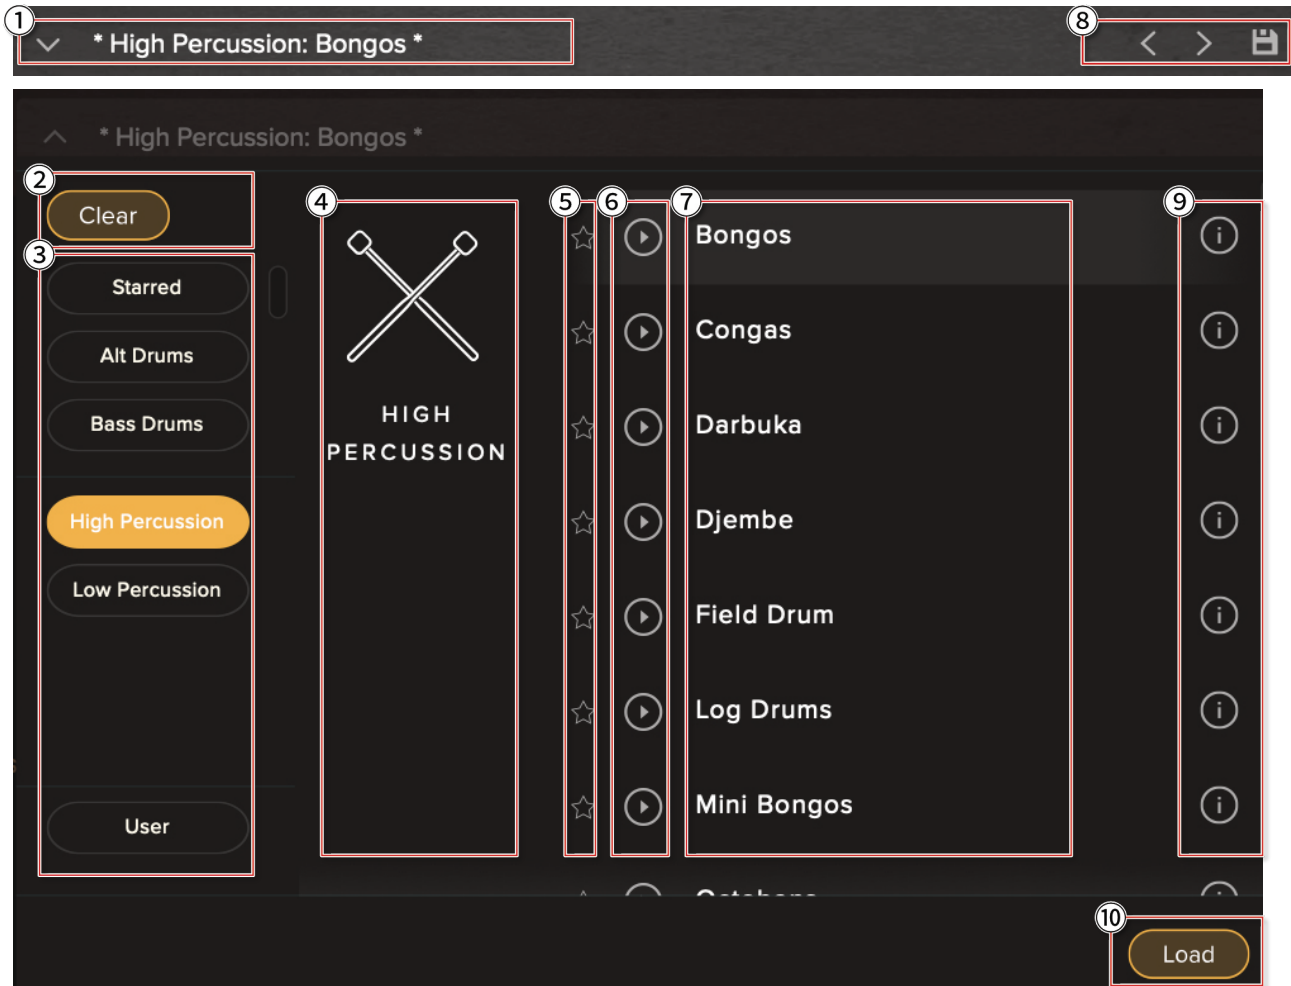 1
* High Percussion: Bongos *
8
* High Percussion: Bongos *
2
Clear
3
Starred
Alt Drums
Bass Drums
High Percussion
Low Percussion
User
4
HIGH
PERCUSSION
5
6
7
9
Bongos
Congas
Darbuka
Djembe
Field Drum
Log Drums
Mini Bongos
10
Load